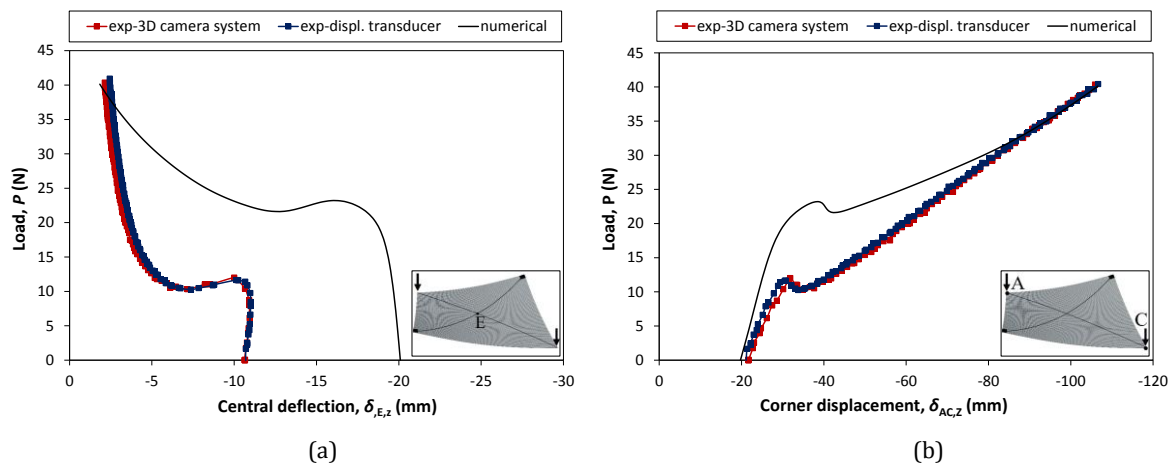 exp-3D camera system exp-displ. transducer numerical
45
40
35
30
25
20
15
10
5
0
Load, P (N)
0 -5 -10 -15 -20 -25 -30
Central deflection, δ,E,z (mm)
E
(a)
exp-3D camera system exp-displ. transducer numerical
45
40
35
30
25
20
15
10
5
0
Load, P (N)
0 -20 -40 -60 -80 -100 -120
Corner displacement, δAC,Z (mm)
A
C
(b)